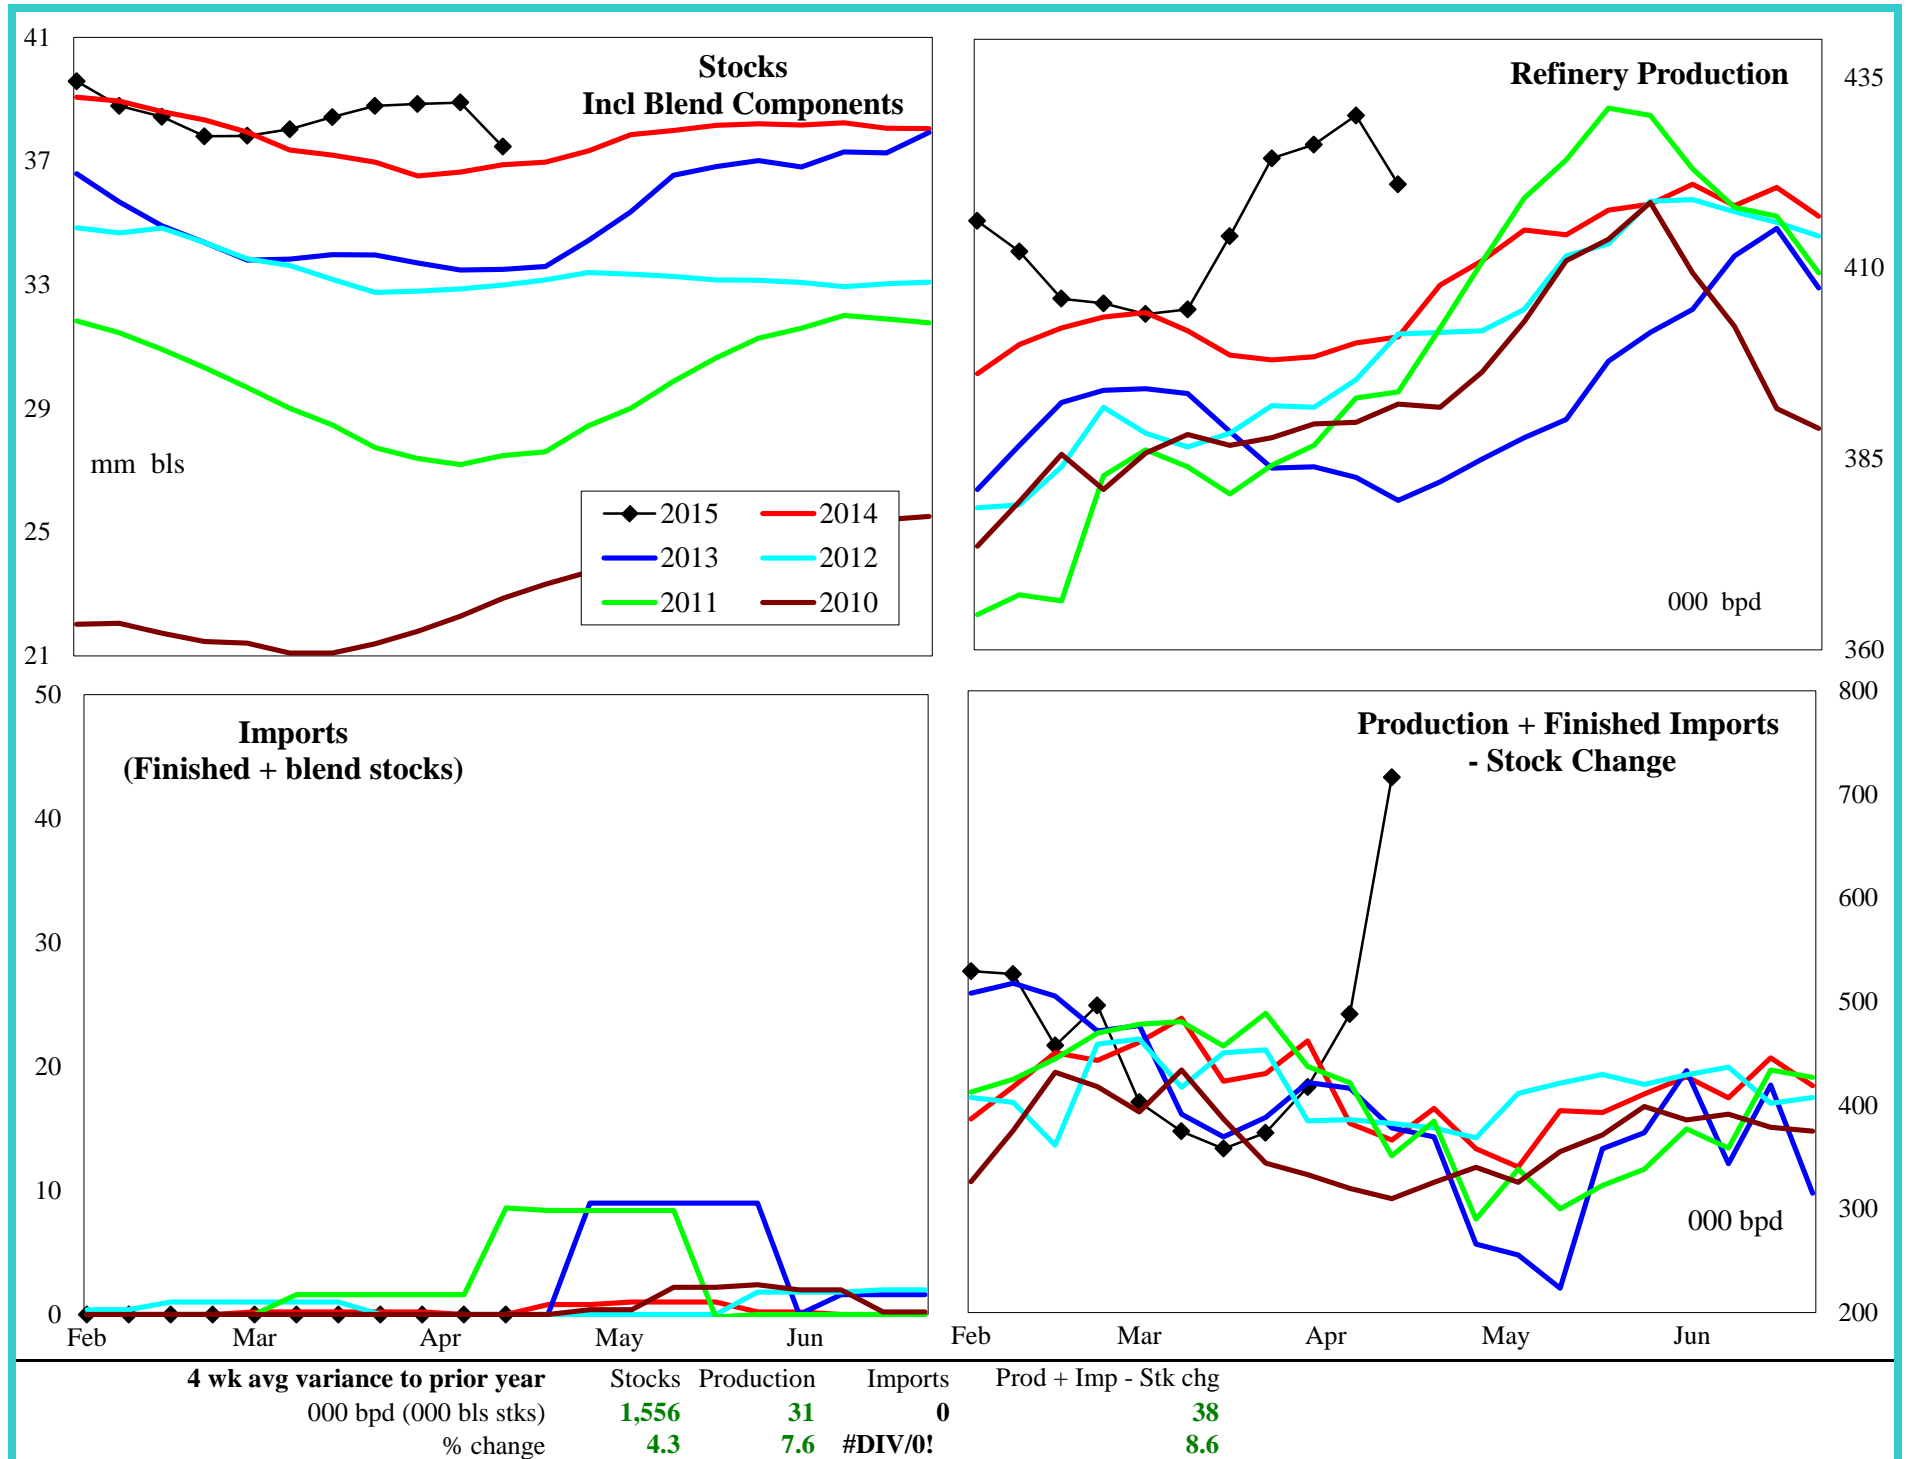 Stocks
Incl Blend Components
41
37
33
29
25
21
mm bls
2015 2014
2013 2012
2011 2010
Refinery Production
435
410
385
360
000 bpd
Imports
(Finished + blend stocks)
50
40
30
20
10
0
Feb Mar Apr May Jun
Production + Finished Imports
- Stock Change
800
700
600
500
400
300
200
000 bpd
Feb Mar Apr May Jun
4 wk avg variance to prior year Stocks Production Imports Prod + Imp - Stk chg
000 bpd (000 bls stks) 1,556 31 0 38
% change 4.3 7.6 #DIV/0! 8.6